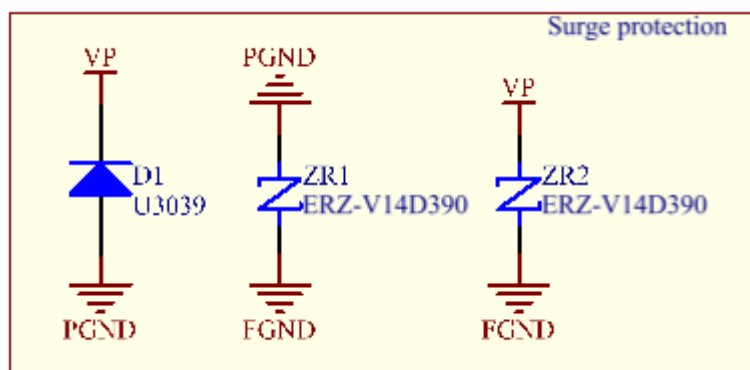 Surge protection
VP
PGND
VP
D1
U3039
ZR1
ERZ-V14D390
ZR2
ERZ-V14D390
PGND
FGND
FGND